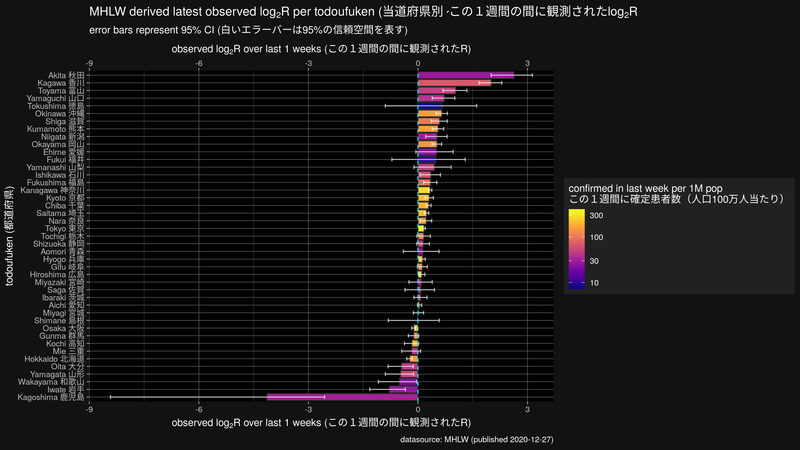 MHLW derived latest observed log₂R per todoufuken (当道府県別 -この１週間の間に観測されたlog₂R
error bars represent 95% CI (白いエラーバーは95%の信頼空間を表す)
observed log₂R over last 1 weeks (この１週間の間に観測されたR)
-9 -6 -3 0 3
Akita 秋田
Kagawa 香川
Toyama 富山
Yamaguchi 山口
Tokushima 徳島
Okinawa 沖縄
Shiga 滋賀
Kumamoto 熊本
Niigata 新潟
Okayama 岡山
Ehime 愛媛
Fukui 福井
Yamanashi 山梨
Ishikawa 石川
Fukushima 福島
Kanagawa 神奈川
Kyoto 京都
Chiba 千葉
Saitama 埼玉
Nara 奈良
Tokyo 東京
Tochigi 栃木
Shizuoka 静岡
Aomori 青森
Hyogo 兵庫
Gifu 岐阜
Hiroshima 広島
Miyazaki 宮崎
Saga 佐賀
Ibaraki 茨城
Aichi 愛知
Miyagi 宮城
Shimane 島根
Osaka 大阪
Gunma 群馬
Kochi 高知
Mie 三重
Hokkaido 北海道
Oita 大分
Yamagata 山形
Wakayama 和歌山
Iwate 岩手
Kagoshima 鹿児島
todoufuken (都道府県)
-9 -6 -3 0 3
observed log₂R over last 1 weeks (この１週間の間に観測されたR)
confirmed in last week per 1M pop
この１週間に確定患者数（人口100万人当たり）
300
100
30
10
datasource: MHLW (published 2020-12-27)